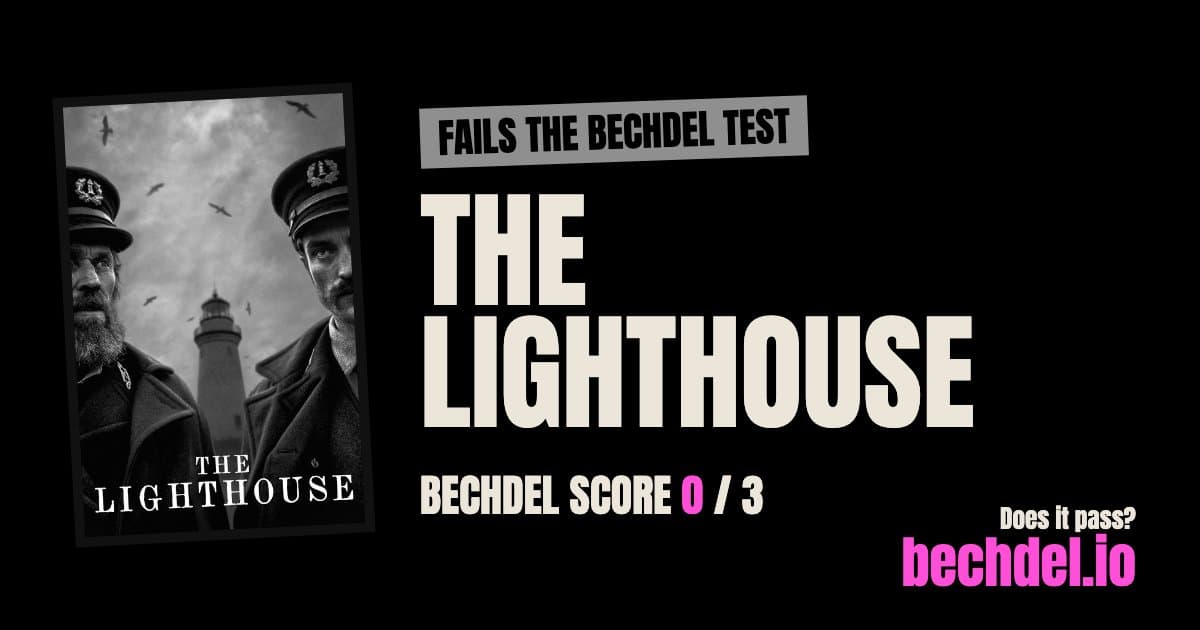 THE
LIGHTHOUSE
FAILS THE BECHDEL TEST
THE
LIGHTHOUSE
BECHDEL SCORE 0 / 3
Does it pass?
bechdel.io